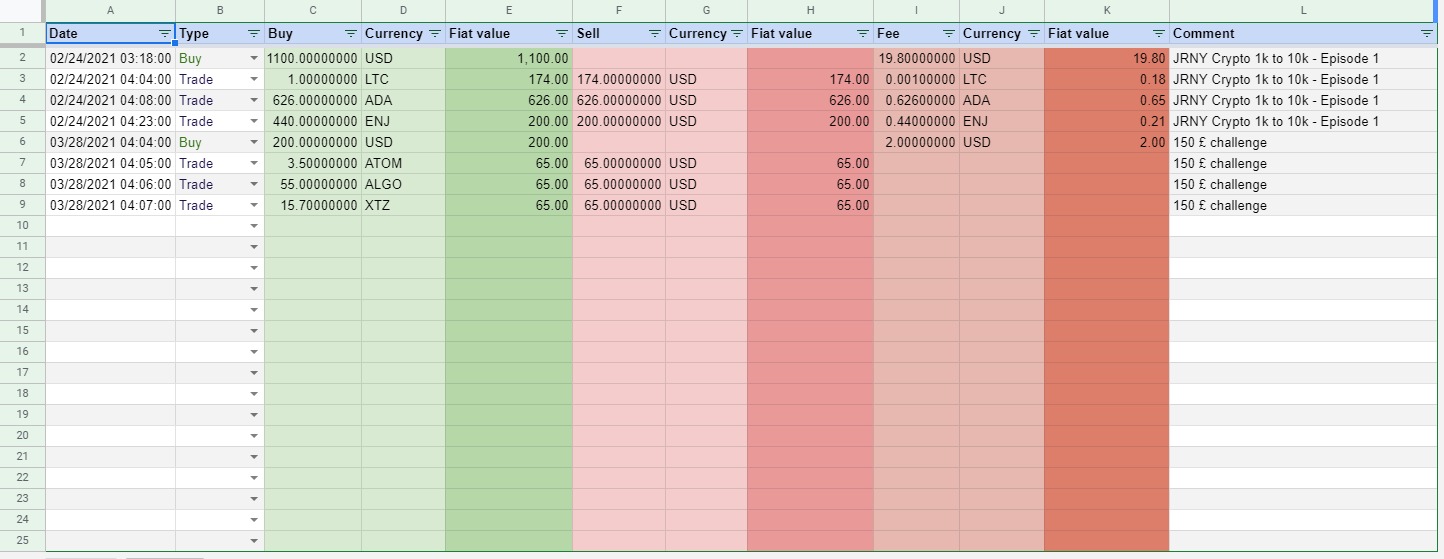 A B C D E F G H I J K L
1 Date Type Buy Currency Fiat value Sell Currency Fiat value Fee Currency Fiat value Comment
2 02/24/2021 03:18:00 Buy 1100.00000000 USD 1,100.00 19.80000000 USD 19.80 JRNY Crypto 1k to 10k - Episode 1
3 02/24/2021 04:04:00 Trade 1.00000000 LTC 174.00 174.00000000 USD 174.00 0.00100000 LTC 0.18 JRNY Crypto 1k to 10k - Episode 1
4 02/24/2021 04:08:00 Trade 626.00000000 ADA 626.00 626.00000000 USD 626.00 0.62600000 ADA 0.65 JRNY Crypto 1k to 10k - Episode 1
5 02/24/2021 04:23:00 Trade 440.00000000 ENJ 200.00 200.00000000 USD 200.00 0.44000000 ENJ 0.21 JRNY Crypto 1k to 10k - Episode 1
6 03/28/2021 04:04:00 Buy 200.00000000 USD 200.00 2.00000000 USD 2.00 150 £ challenge
7 03/28/2021 04:05:00 Trade 3.50000000 ATOM 65.00 65.00000000 USD 65.00 150 £ challenge
8 03/28/2021 04:06:00 Trade 55.00000000 ALGO 65.00 65.00000000 USD 65.00 150 £ challenge
9 03/28/2021 04:07:00 Trade 15.70000000 XTZ 65.00 65.00000000 USD 65.00 150 £ challenge
10
11
12
13
14
15
16
17
18
19
20
21
22
23
24
25